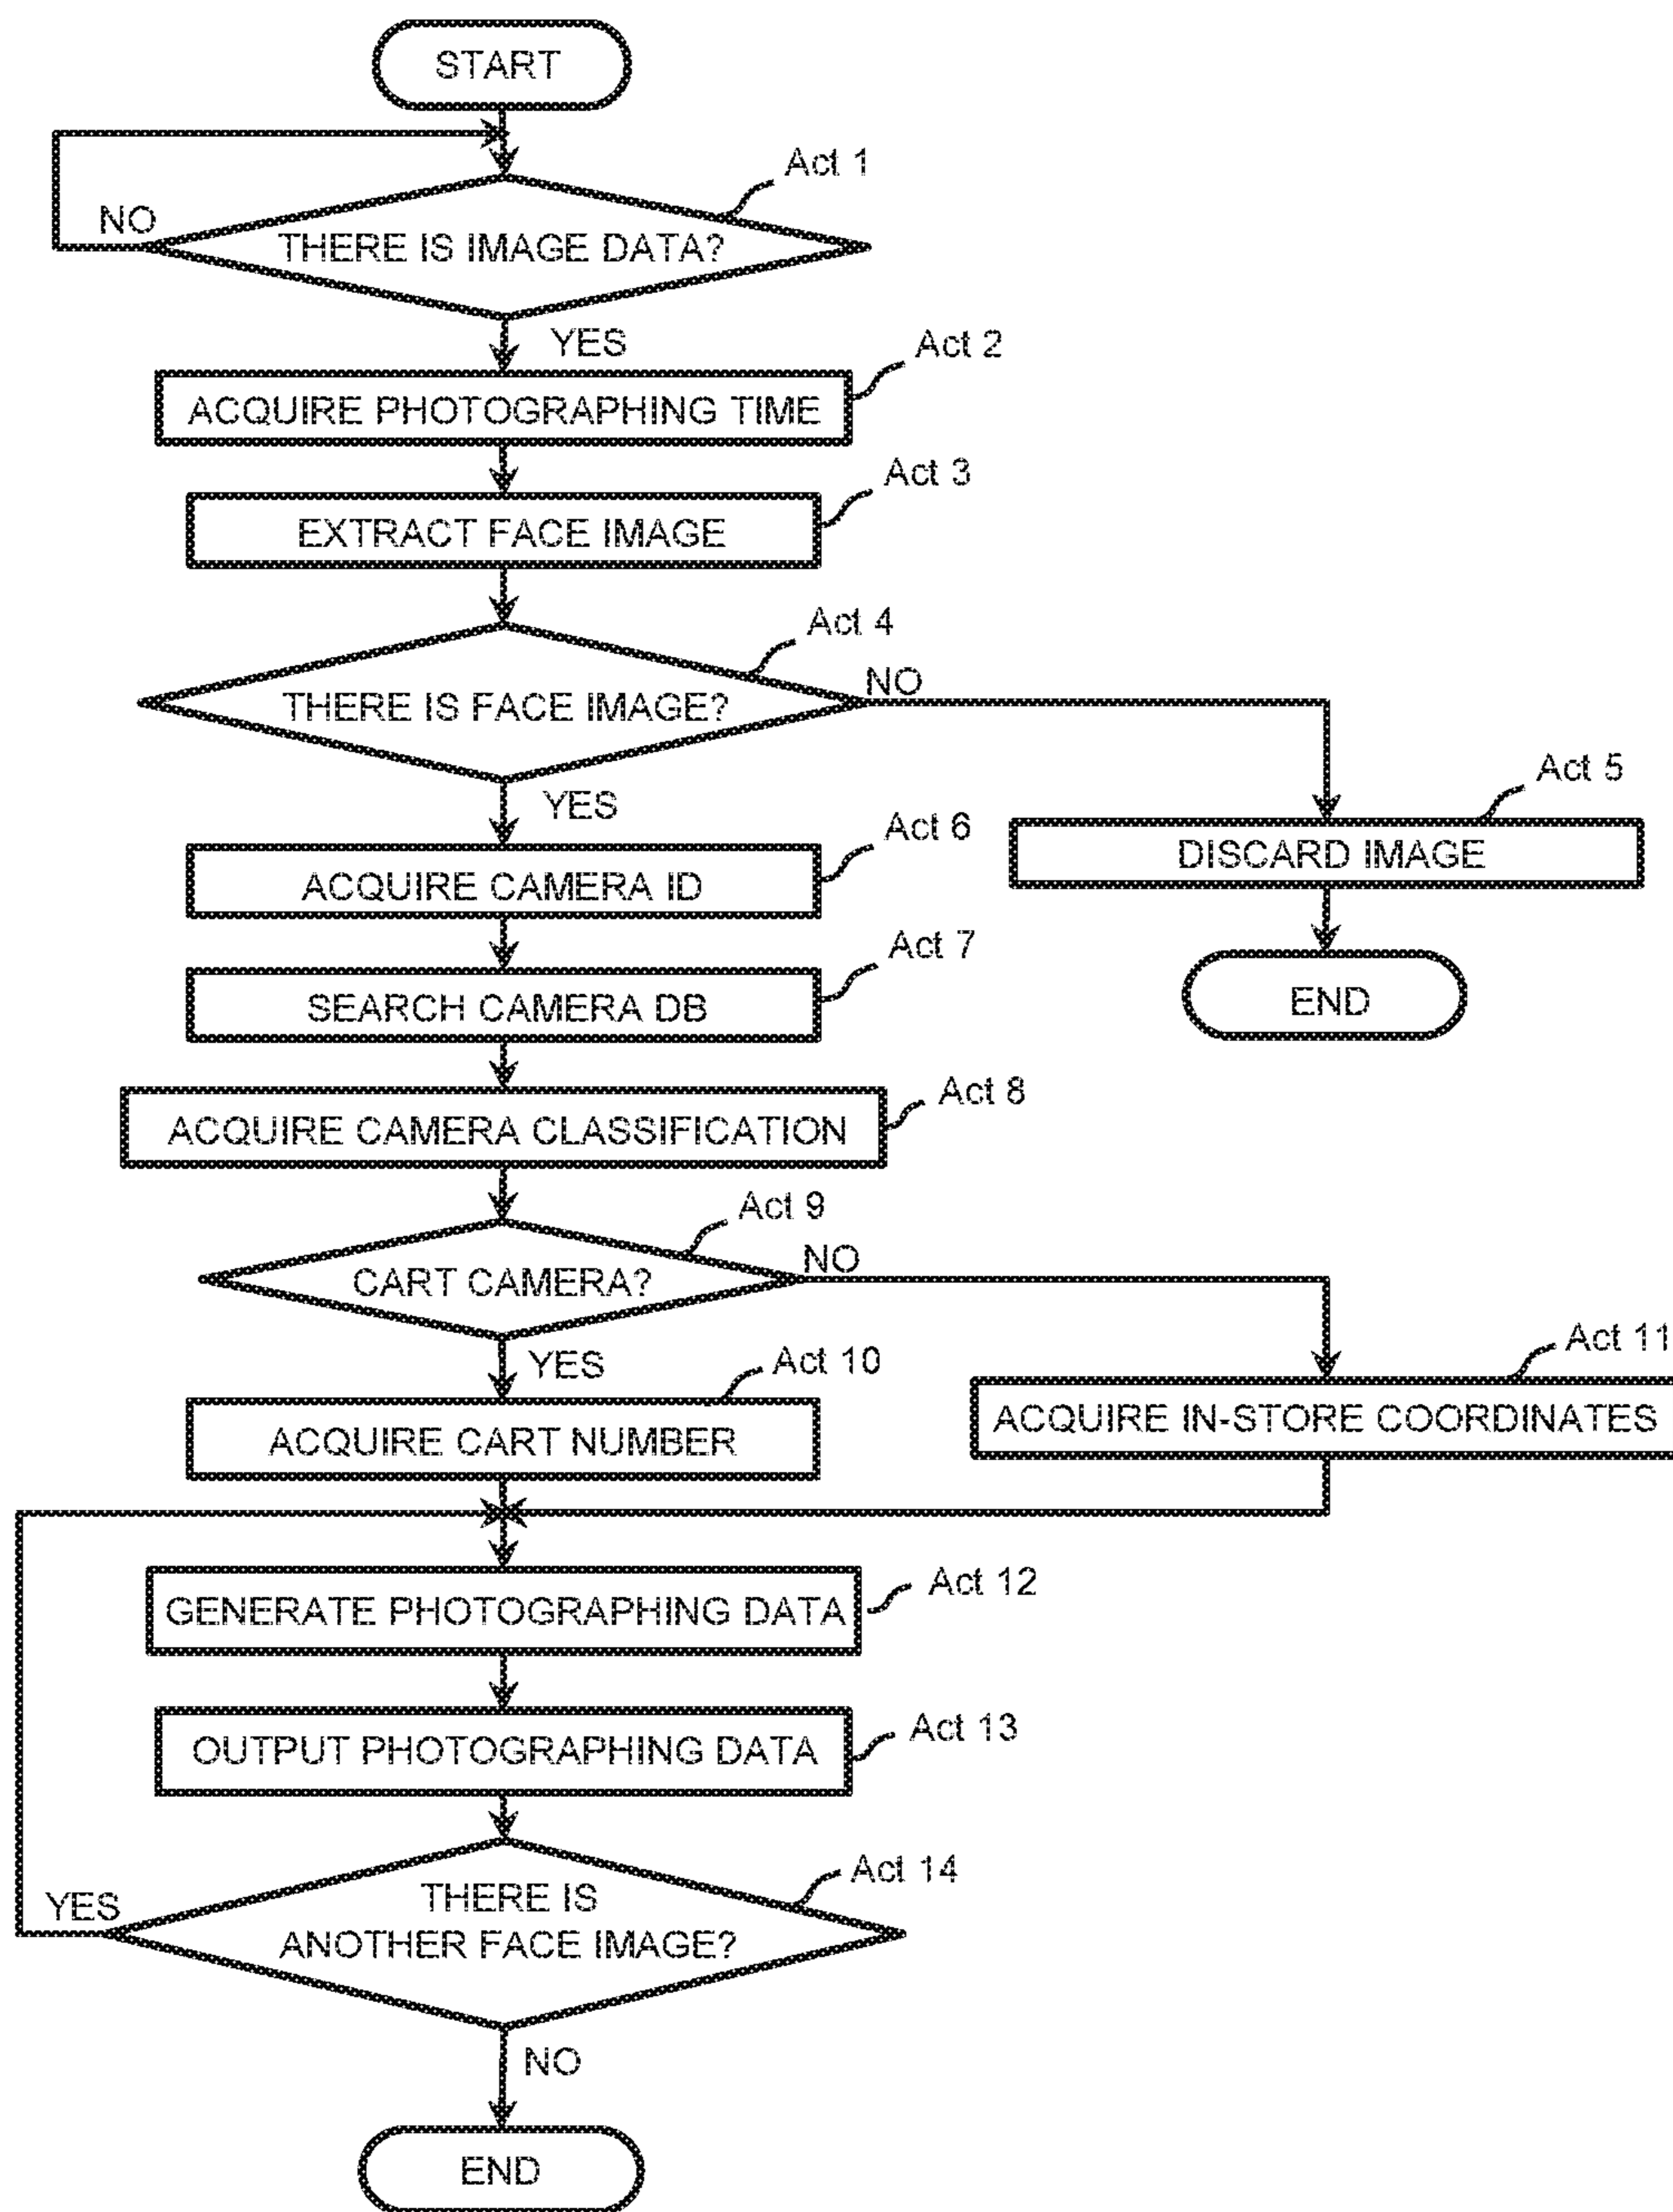 START
Act 1
NO
THERE IS IMAGE DATA?
YES
Act 2
ACQUIRE PHOTOGRAPHING TIME
Act 3
EXTRACT FACE IMAGE
Act 4
THERE IS FACE IMAGE?
NO
YES
Act 5
DISCARD IMAGE
END
Act 6
ACQUIRE CAMERA ID
Act 7
SEARCH CAMERA DB
Act 8
ACQUIRE CAMERA CLASSIFICATION
Act 9
CART CAMERA?
NO
YES
Act 10
ACQUIRE CART NUMBER
Act 11
ACQUIRE IN-STORE COORDINATES
Act 12
GENERATE PHOTOGRAPHING DATA
Act 13
OUTPUT PHOTOGRAPHING DATA
Act 14
YES
THERE IS
ANOTHER FACE IMAGE?
NO
END